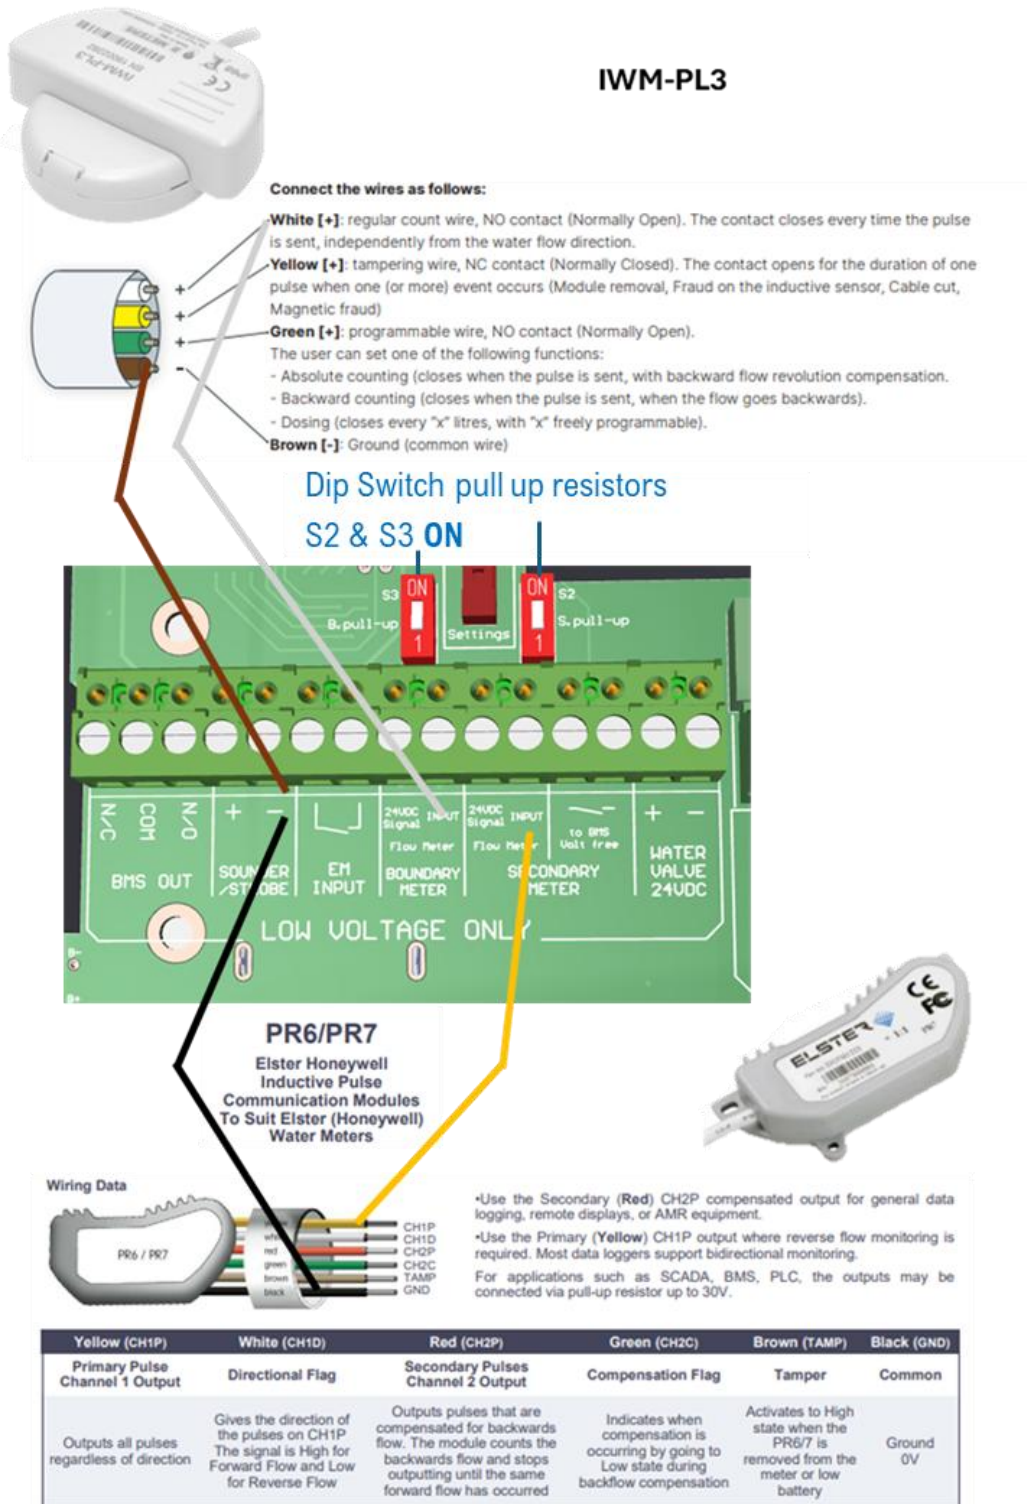 IWM-PL3
IWM-PL3
Connect the wires as follows:
White [+]: regular count wire, NO contact (Normally Open). The contact closes every time the pulse
is sent, independently from the water flow direction.
Yellow [+]: tampering wire, NC contact (Normally Closed). The contact opens for the duration of one
pulse when one (or more) event occurs (Module removal, Fraud on the inductive sensor, Cable cut,
Magnetic fraud)
Green [+]: programmable wire, NO contact (Normally Open).
The user can set one of the following functions:
- Absolute counting (closes when the pulse is sent, with backward flow revolution compensation.
- Backward counting (closes when the pulse is sent, when the flow goes backwards).
- Dosing (closes every "x" litres, with "x" freely programmable).
Brown [-]: Ground (common wire)
+
+
+
-
Dip Switch pull up resistors
S2 & S3 ON
S3
B.pull-up
ON
1
Settings
ON
1
S2
S.pull-up
N/C
COM
N/O
BMS OUT
+ -
SOUNDER
/STROBE
EM
INPUT
24VDC
Signal
INPUT
Flow Meter
BOUNDARY
METER
24VDC
Signal
INPUT
Flow Meter
to BMS
Volt free
SECONDARY
METER
+ -
WATER
VALVE
24VDC
LOW VOLTAGE ONLY
B-
B+
PR6/PR7
Elster Honeywell
Inductive Pulse
Communication Modules
To Suit Elster (Honeywell)
Water Meters
CE
FC
ELSTER
1:1
PR7
Wiring Data
PR6 / PR7
white
red
green
brown
black
CH1P
CH1D
CH2P
CH2C
TAMP
GND
•Use the Secondary (Red) CH2P compensated output for general data
logging, remote displays, or AMR equipment.
•Use the Primary (Yellow) CH1P output where reverse flow monitoring is
required. Most data loggers support bidirectional monitoring.
For applications such as SCADA, BMS, PLC, the outputs may be
connected via pull-up resistor up to 30V.
Yellow (CH1P)
White (CH1D)
Red (CH2P)
Green (CH2C)
Brown (TAMP)
Black (GND)
Primary Pulse
Channel 1 Output
Directional Flag
Secondary Pulses
Channel 2 Output
Compensation Flag
Tamper
Common
Outputs all pulses
regardless of direction
Gives the direction of
the pulses on CH1P
The signal is High for
Forward Flow and Low
for Reverse Flow
Outputs pulses that are
compensated for backwards
flow. The module counts the
backwards flow and stops
outputting until the same
forward flow has occurred
Indicates when
compensation is
occurring by going to
Low state during
backflow compensation
Activates to High
state when the
PR6/7 is
removed from the
meter or low
battery
Ground
0V